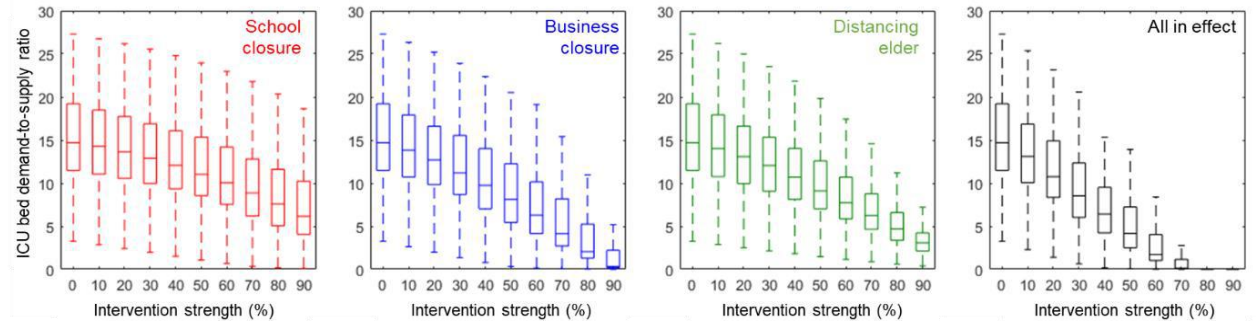 ICU bed demand-to-supply ratio
30
25
20
15
10
5
0
School
closure
0 10 20 30 40 50 60 70 80 90
Intervention strength (%)
30
25
20
15
10
5
0
Business
closure
0 10 20 30 40 50 60 70 80 90
Intervention strength (%)
30
25
20
15
10
5
0
Distancing
elder
0 10 20 30 40 50 60 70 80 90
Intervention strength (%)
30
25
20
15
10
5
0
All in effect
0 10 20 30 40 50 60 70 80 90
Intervention strength (%)